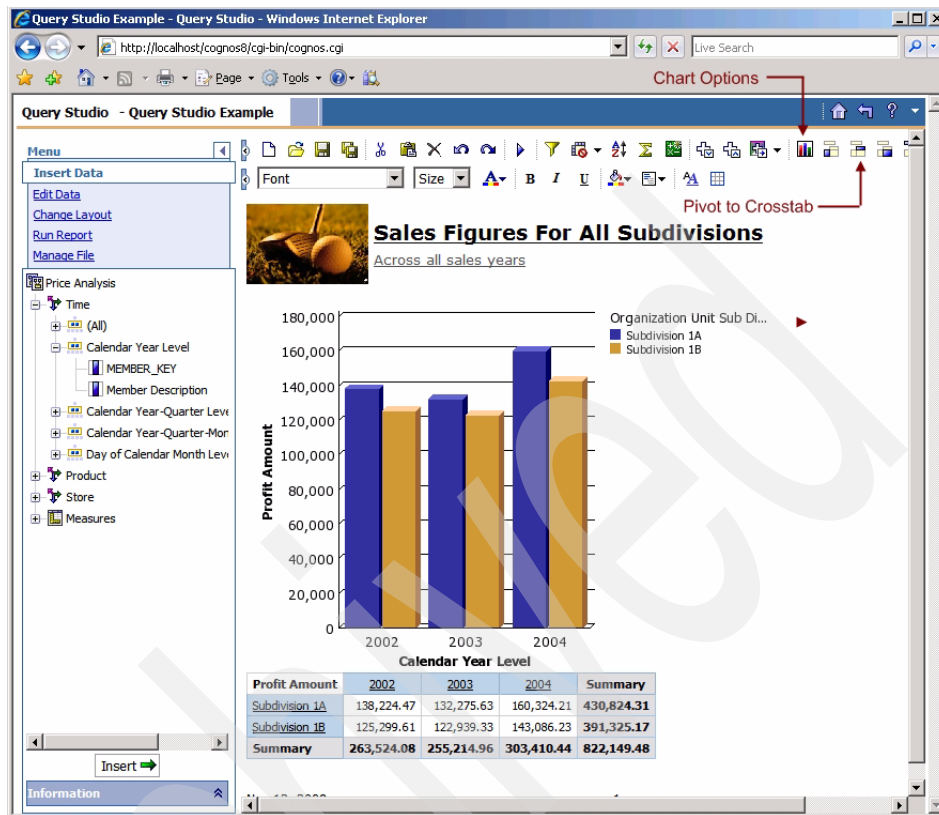 Query Studio Example - Query Studio - Windows Internet Explorer
http://localhost/cognos8/cgi-bin/cognos.cgi
Live Search
Page
Tools
Chart Options
Query Studio - Query Studio Example
Menu
Insert Data
Edit Data
Change Layout
Run Report
Manage File
Font
Size
A
B
I
U
Pivot to Crosstab
Price Analysis
Time
(All)
Calendar Year Level
MEMBER_KEY
Member Description
Calendar Year-Quarter Leve
Calendar Year-Quarter-Mon
Day of Calendar Month Leve
Product
Store
Measures
Insert
Information
Sales Figures For All Subdivisions
Across all sales years
180,000
160,000
140,000
120,000
100,000
80,000
60,000
40,000
20,000
0
Profit Amount
2002 2003 2004
Calendar Year Level
Organization Unit Sub Di...
Subdivision 1A
Subdivision 1B
Profit Amount 2002 2003 2004 Summary
Subdivision 1A 138,224.47 132,275.63 160,324.21 430,824.31
Subdivision 1B 125,299.61 122,939.33 143,086.23 391,325.17
Summary 263,524.08 255,214.96 303,410.44 822,149.48